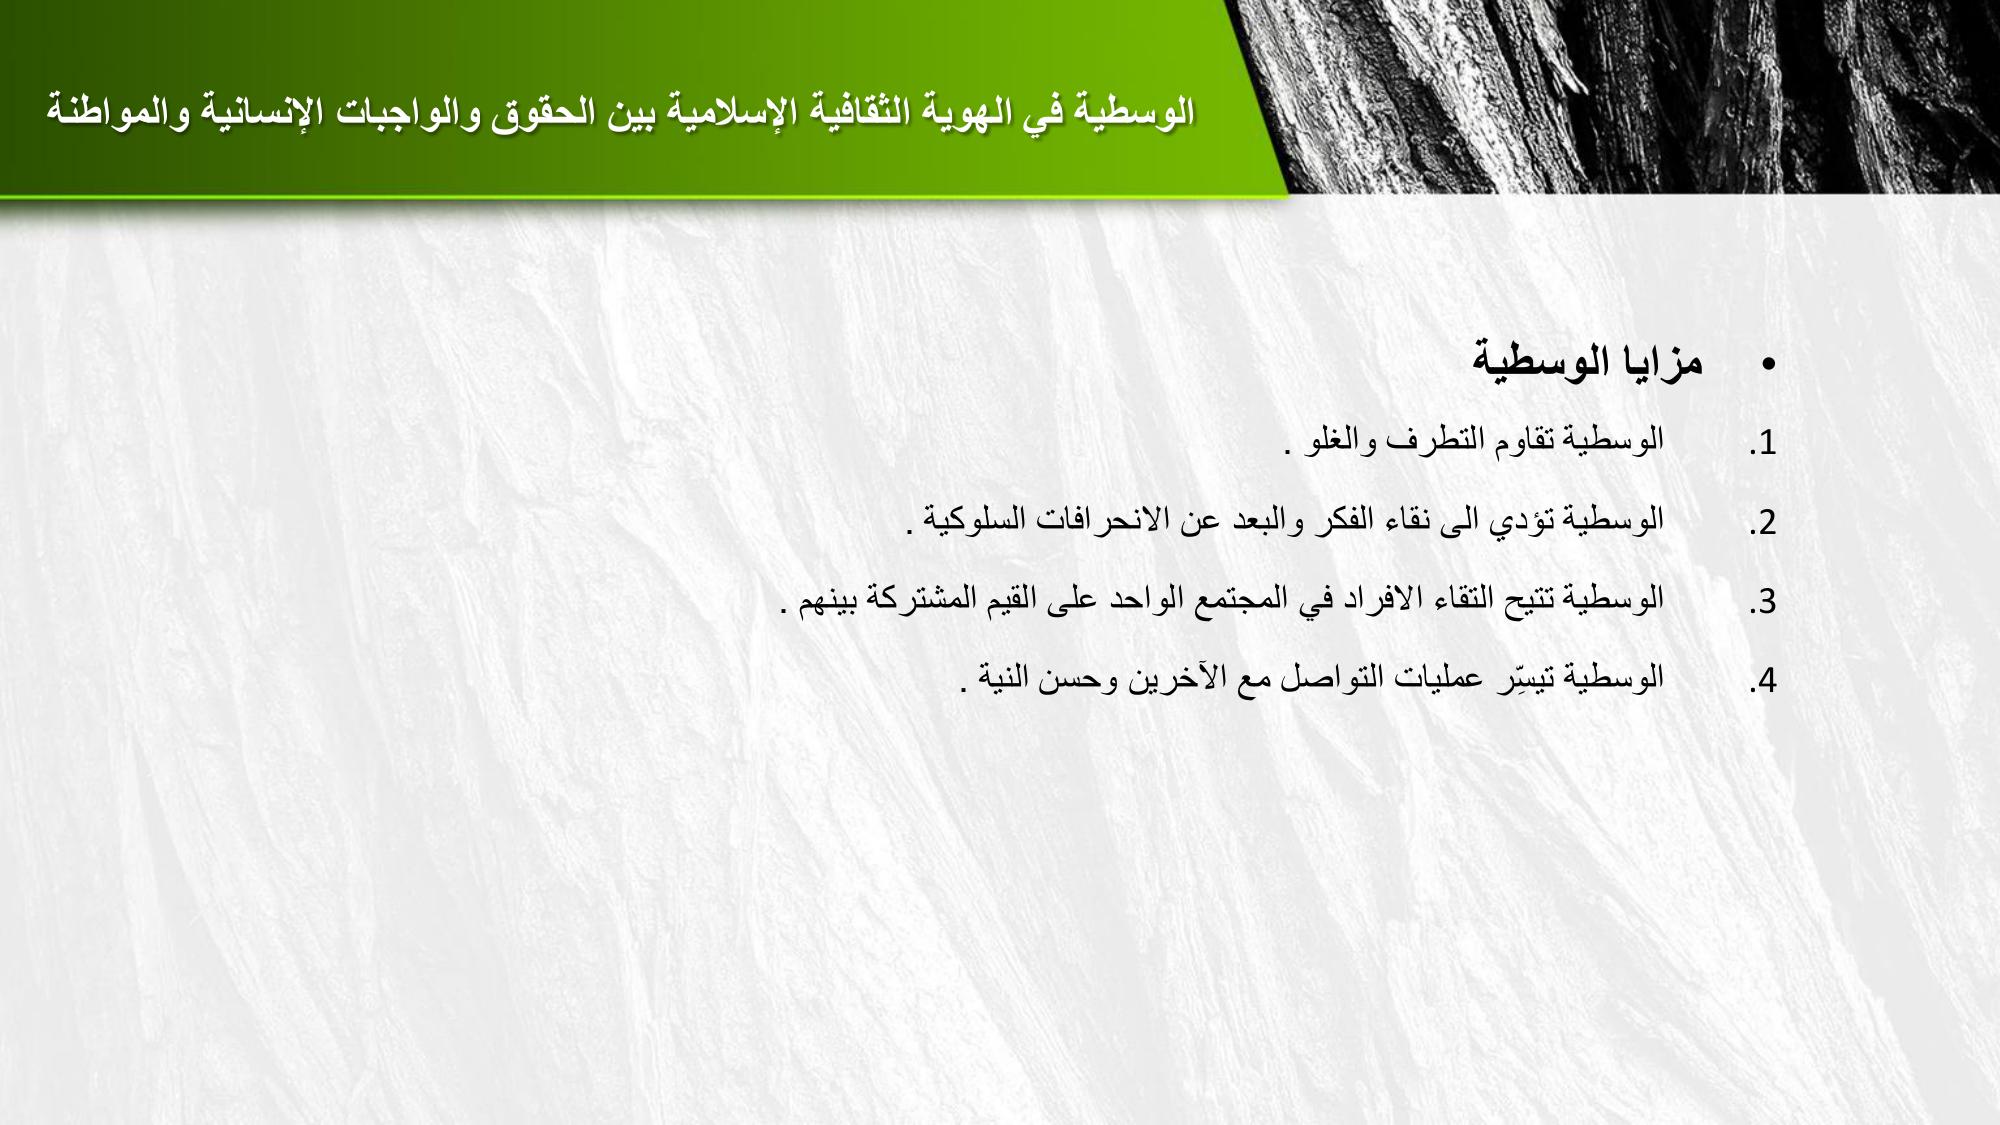 الوسطية في الهوية الثقافية الإسلامية بين الحقوق والواجبات الإنسانية والمواطنة
• مزايا الوسطية
1. الوسطية تقاوم التطرف والغلو .
2. الوسطية تؤدي الى نقاء الفكر والبعد عن الانحرافات السلوكية .
3. الوسطية تتيح التقاء الافراد في المجتمع الواحد على القيم المشتركة بينهم .
4. الوسطية تيسِّر عمليات التواصل مع الآخرين وحسن النية .